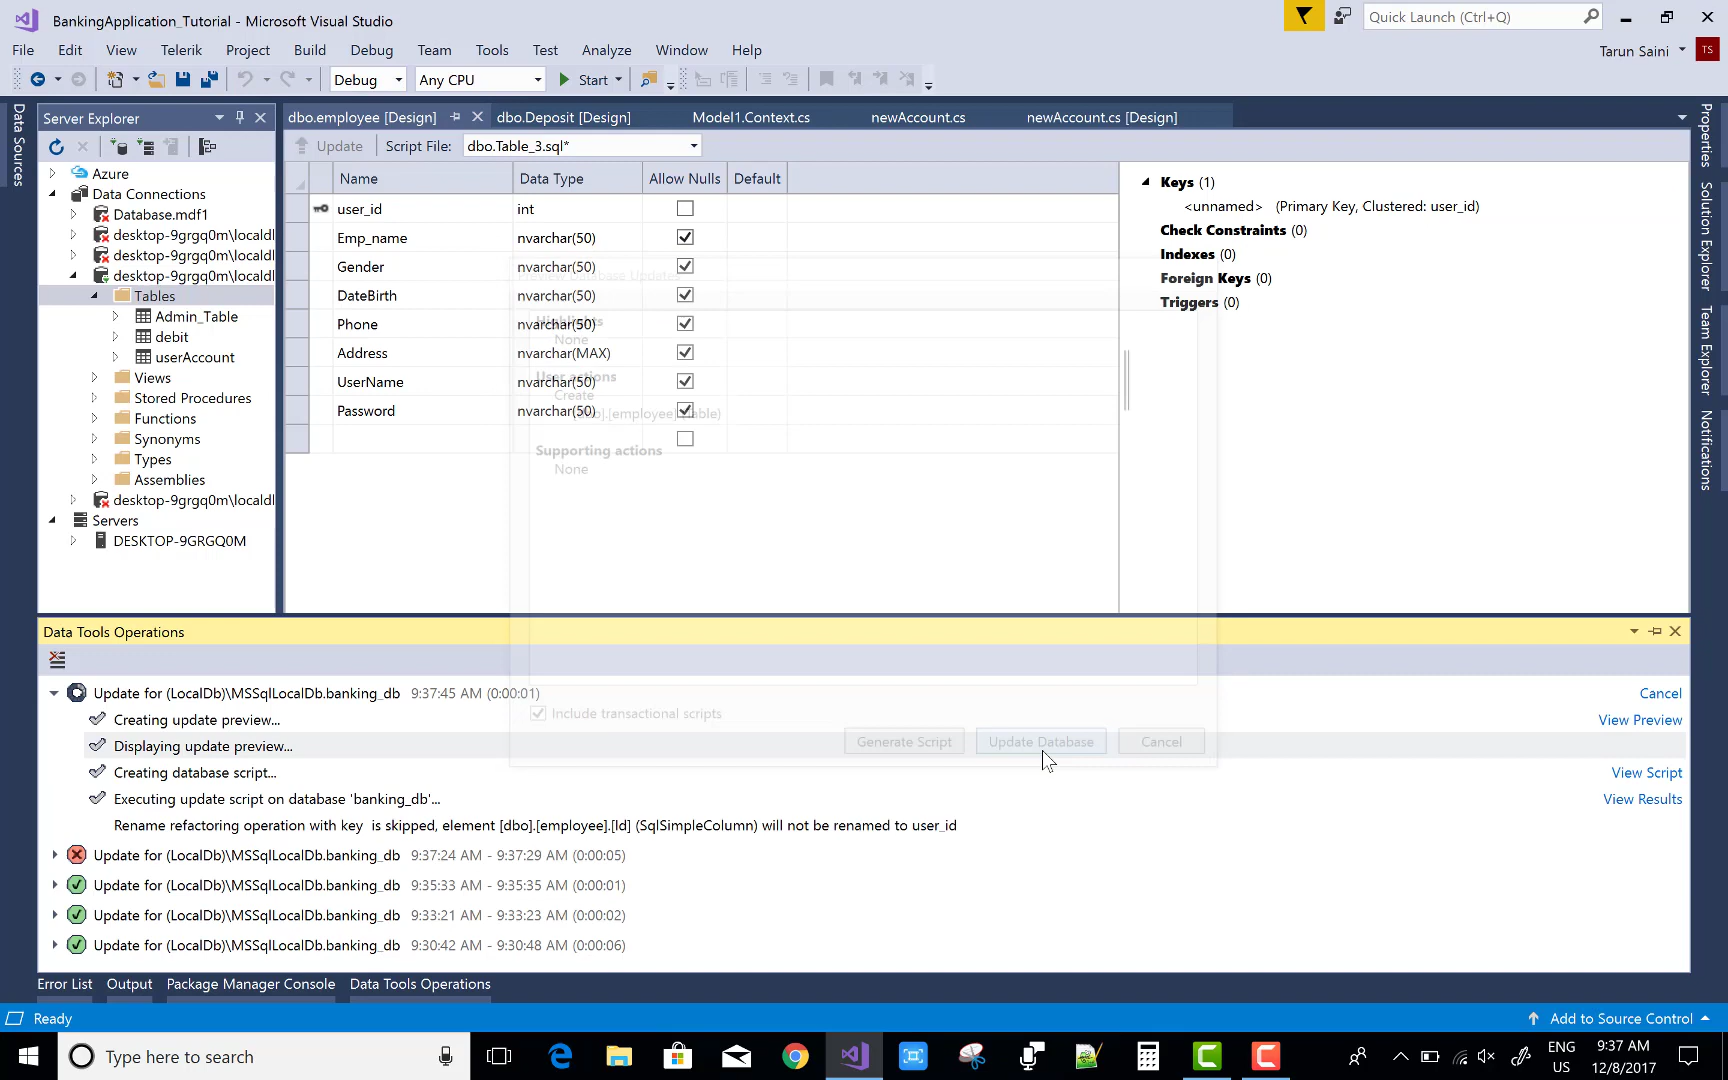 BankingApplication_Tutorial - Microsoft Visual Studio
Quick Launch (Ctrl+Q)
File Edit View Telerik Project Build Debug Team Tools Test Analyze Window Help
Tarun Saini TS
Debug Any CPU Start
Data Sources
Server Explorer
Azure
Data Connections
Database.mdf1
desktop-9grgq0m\locald
desktop-9grgq0m\locald
desktop-9grgq0m\locald
Tables
Admin_Table
debit
userAccount
Views
Stored Procedures
Functions
Synonyms
Types
Assemblies
desktop-9grgq0m\locald
Servers
DESKTOP-9GRGQ0M
dbo.employee [Design] dbo.Deposit [Design] Model1.Context.cs newAccount.cs newAccount.cs [Design]
Update Script File: dbo.Table_3.sql*
Name Data Type Allow Nulls Default
user_id int
Emp_name nvarchar(50)
Gender nvarchar(50)
DateBirth nvarchar(50)
Phone nvarchar(50)
Address nvarchar(MAX)
UserName nvarchar(50)
Password nvarchar(50)
Keys (1)
<unnamed> (Primary Key, Clustered: user_id)
Check Constraints (0)
Indexes (0)
Foreign Keys (0)
Triggers (0)
Preview Database Updates
Highlights
None
User actions
Create
[dbo].[employee] (Table)
Supporting actions
None
Include transactional scripts
Generate Script Update Database Cancel
Properties
Solution Explorer
Team Explorer
Notifications
Data Tools Operations
Update for (LocalDb)\MSSqlLocalDb.banking_db 9:37:45 AM (0:00:01) Cancel
Creating update preview... View Preview
Displaying update preview...
Creating database script... View Script
Executing update script on database 'banking_db'... View Results
Rename refactoring operation with key is skipped, element [dbo].[employee].[Id] (SqlSimpleColumn) will not be renamed to user_id
Update for (LocalDb)\MSSqlLocalDb.banking_db 9:37:24 AM - 9:37:29 AM (0:00:05)
Update for (LocalDb)\MSSqlLocalDb.banking_db 9:35:33 AM - 9:35:35 AM (0:00:01)
Update for (LocalDb)\MSSqlLocalDb.banking_db 9:33:21 AM - 9:33:23 AM (0:00:02)
Update for (LocalDb)\MSSqlLocalDb.banking_db 9:30:42 AM - 9:30:48 AM (0:00:06)
Error List Output Package Manager Console Data Tools Operations
Ready Add to Source Control
Type here to search
ENG
US
9:37 AM
12/8/2017